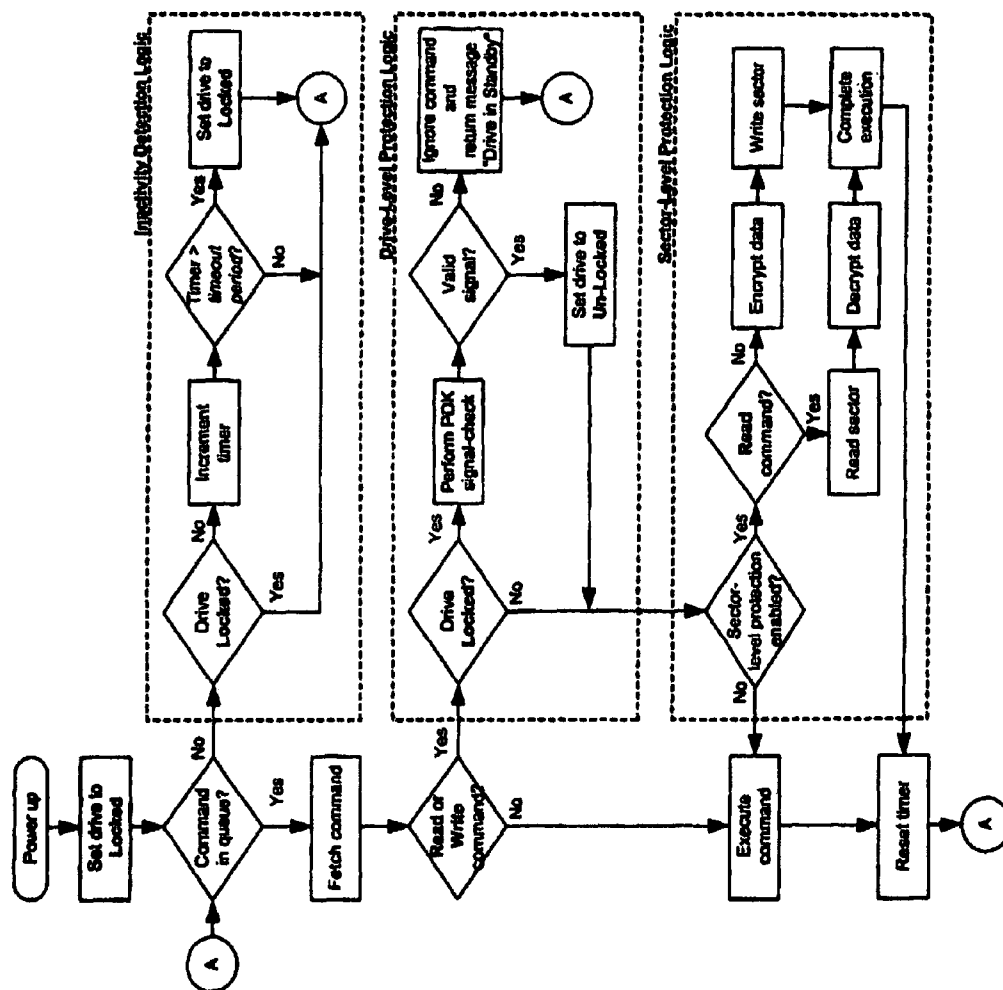 Power up
Set drive to
Locked
A
Command
in queue?
No
Yes
Inactivity Detection Logic
Drive
Locked?
No
Yes
Increment
timer
Timer >
timeout
period?
Yes
No
Set drive to
Locked
A
Fetch command
Read or
Write
command?
Yes
No
Drive-Level Protection Logic
Drive
Locked?
Yes
No
Perform PDK
signal-check
Valid
signal?
No
Yes
Ignore command
and
return message
"Drive in Standby"
A
Set drive to
Un-Locked
Sector-Level Protection Logic
Sector-
level protection
enabled?
No
Yes
Read
command?
No
Yes
Encrypt data
Write sector
Read sector
Decrypt data
Complete
execution
Execute
command
Reset timer
A